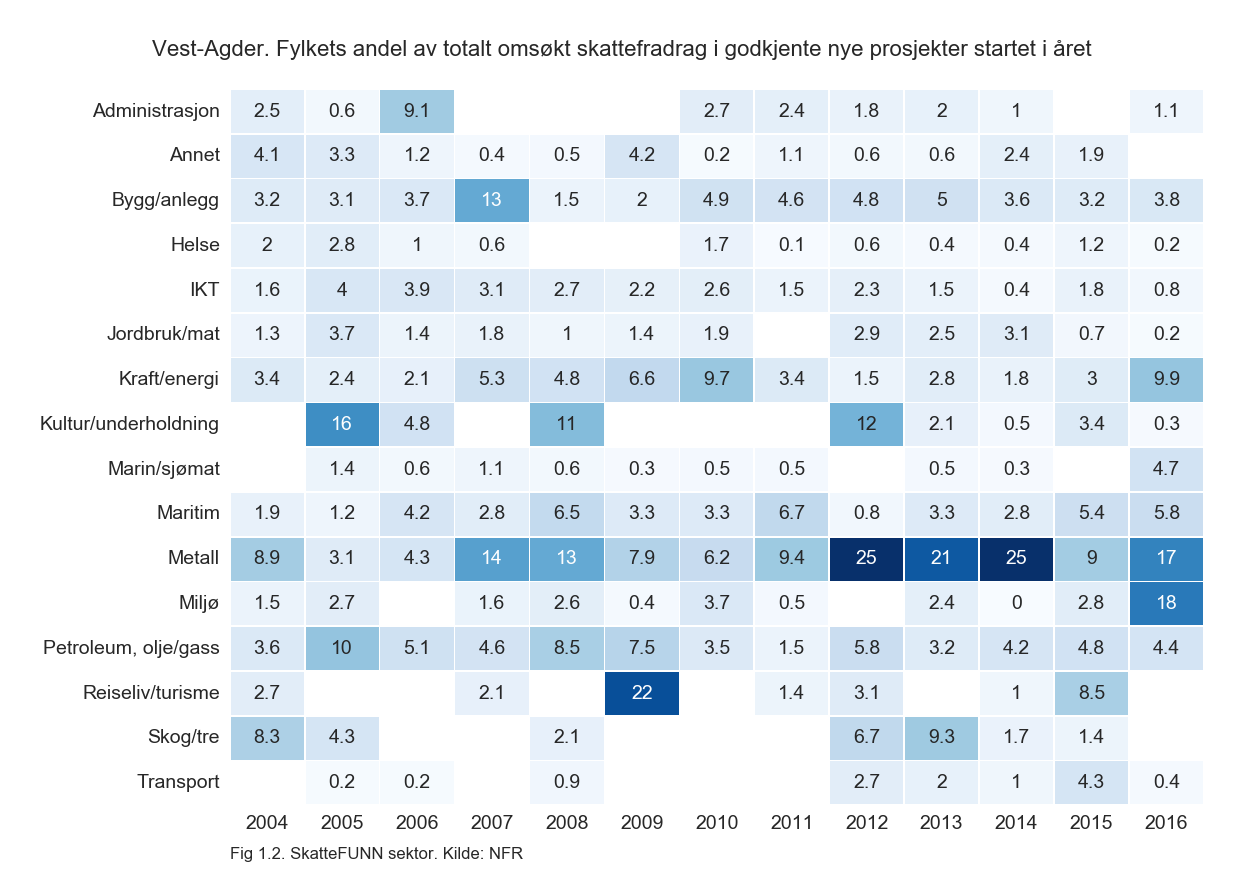 Vest-Agder. Fylkets andel av totalt omsøkt skattefradrag i godkjente nye prosjekter startet i året
Administrasjon 2.5 0.6 9.1 2.7 2.4 1.8 2 1 1.1
Annet 4.1 3.3 1.2 0.4 0.5 4.2 0.2 1.1 0.6 0.6 2.4 1.9
Bygg/anlegg 3.2 3.1 3.7 13 1.5 2 4.9 4.6 4.8 5 3.6 3.2 3.8
Helse 2 2.8 1 0.6 1.7 0.1 0.6 0.4 0.4 1.2 0.2
IKT 1.6 4 3.9 3.1 2.7 2.2 2.6 1.5 2.3 1.5 0.4 1.8 0.8
Jordbruk/mat 1.3 3.7 1.4 1.8 1 1.4 1.9 2.9 2.5 3.1 0.7 0.2
Kraft/energi 3.4 2.4 2.1 5.3 4.8 6.6 9.7 3.4 1.5 2.8 1.8 3 9.9
Kultur/underholdning 16 4.8 11 12 2.1 0.5 3.4 0.3
Marin/sjømat 1.4 0.6 1.1 0.6 0.3 0.5 0.5 0.5 0.3 4.7
Maritim 1.9 1.2 4.2 2.8 6.5 3.3 3.3 6.7 0.8 3.3 2.8 5.4 5.8
Metall 8.9 3.1 4.3 14 13 7.9 6.2 9.4 25 21 25 9 17
Miljø 1.5 2.7 1.6 2.6 0.4 3.7 0.5 2.4 0 2.8 18
Petroleum, olje/gass 3.6 10 5.1 4.6 8.5 7.5 3.5 1.5 5.8 3.2 4.2 4.8 4.4
Reiseliv/turisme 2.7 2.1 22 1.4 3.1 1 8.5
Skog/tre 8.3 4.3 2.1 6.7 9.3 1.7 1.4
Transport 0.2 0.2 0.9 2.7 2 1 4.3 0.4
2004 2005 2006 2007 2008 2009 2010 2011 2012 2013 2014 2015 2016
Fig 1.2. SkatteFUNN sektor. Kilde: NFR